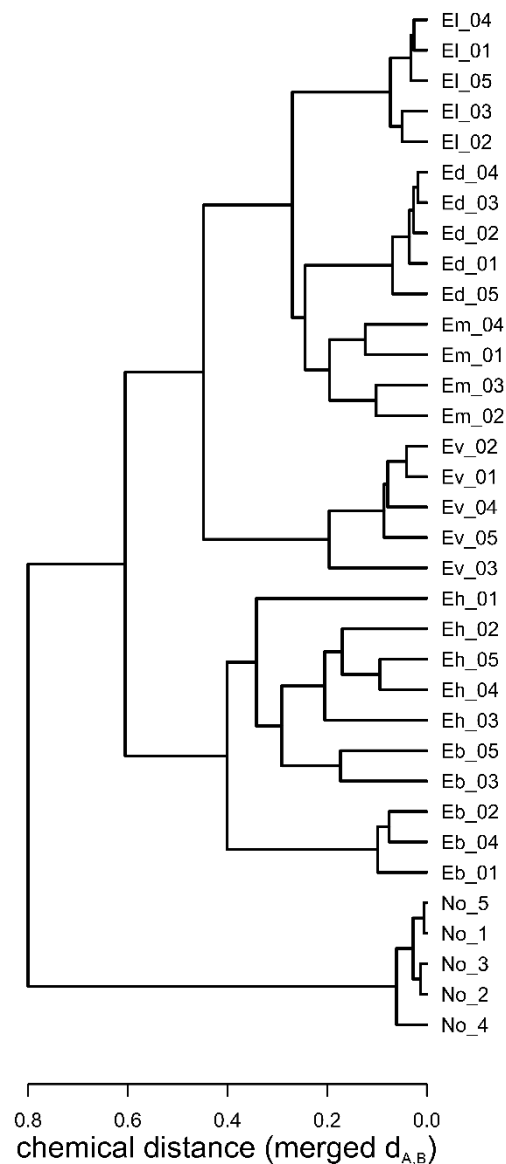 El_04
El_01
El_05
El_03
El_02
Ed_04
Ed_03
Ed_02
Ed_01
Ed_05
Em_04
Em_01
Em_03
Em_02
Ev_02
Ev_01
Ev_04
Ev_05
Ev_03
Eh_01
Eh_02
Eh_05
Eh_04
Eh_03
Eb_05
Eb_03
Eb_02
Eb_04
Eb_01
No_5
No_1
No_3
No_2
No_4
0.8 0.6 0.4 0.2 0.0
chemical distance (merged dA,B)